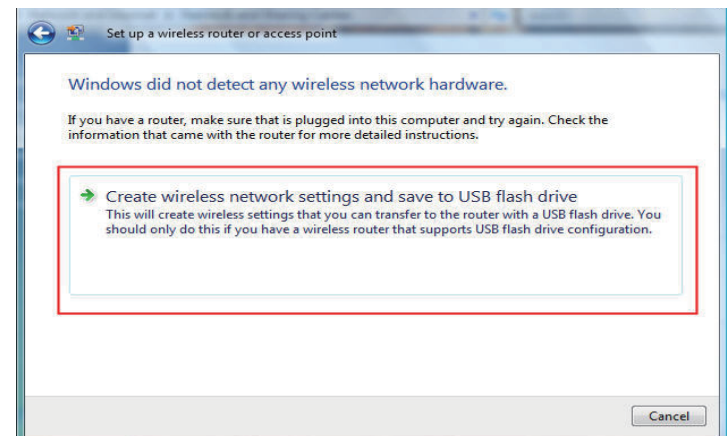 Set up a wireless router or access point
Windows did not detect any wireless network hardware.
If you have a router, make sure that is plugged into this computer and try again. Check the
information that came with the router for more detailed instructions.
Create wireless network settings and save to USB flash drive
This will create wireless settings that you can transfer to the router with a USB flash drive. You
should only do this if you have a wireless router that supports USB flash drive configuration.
Cancel